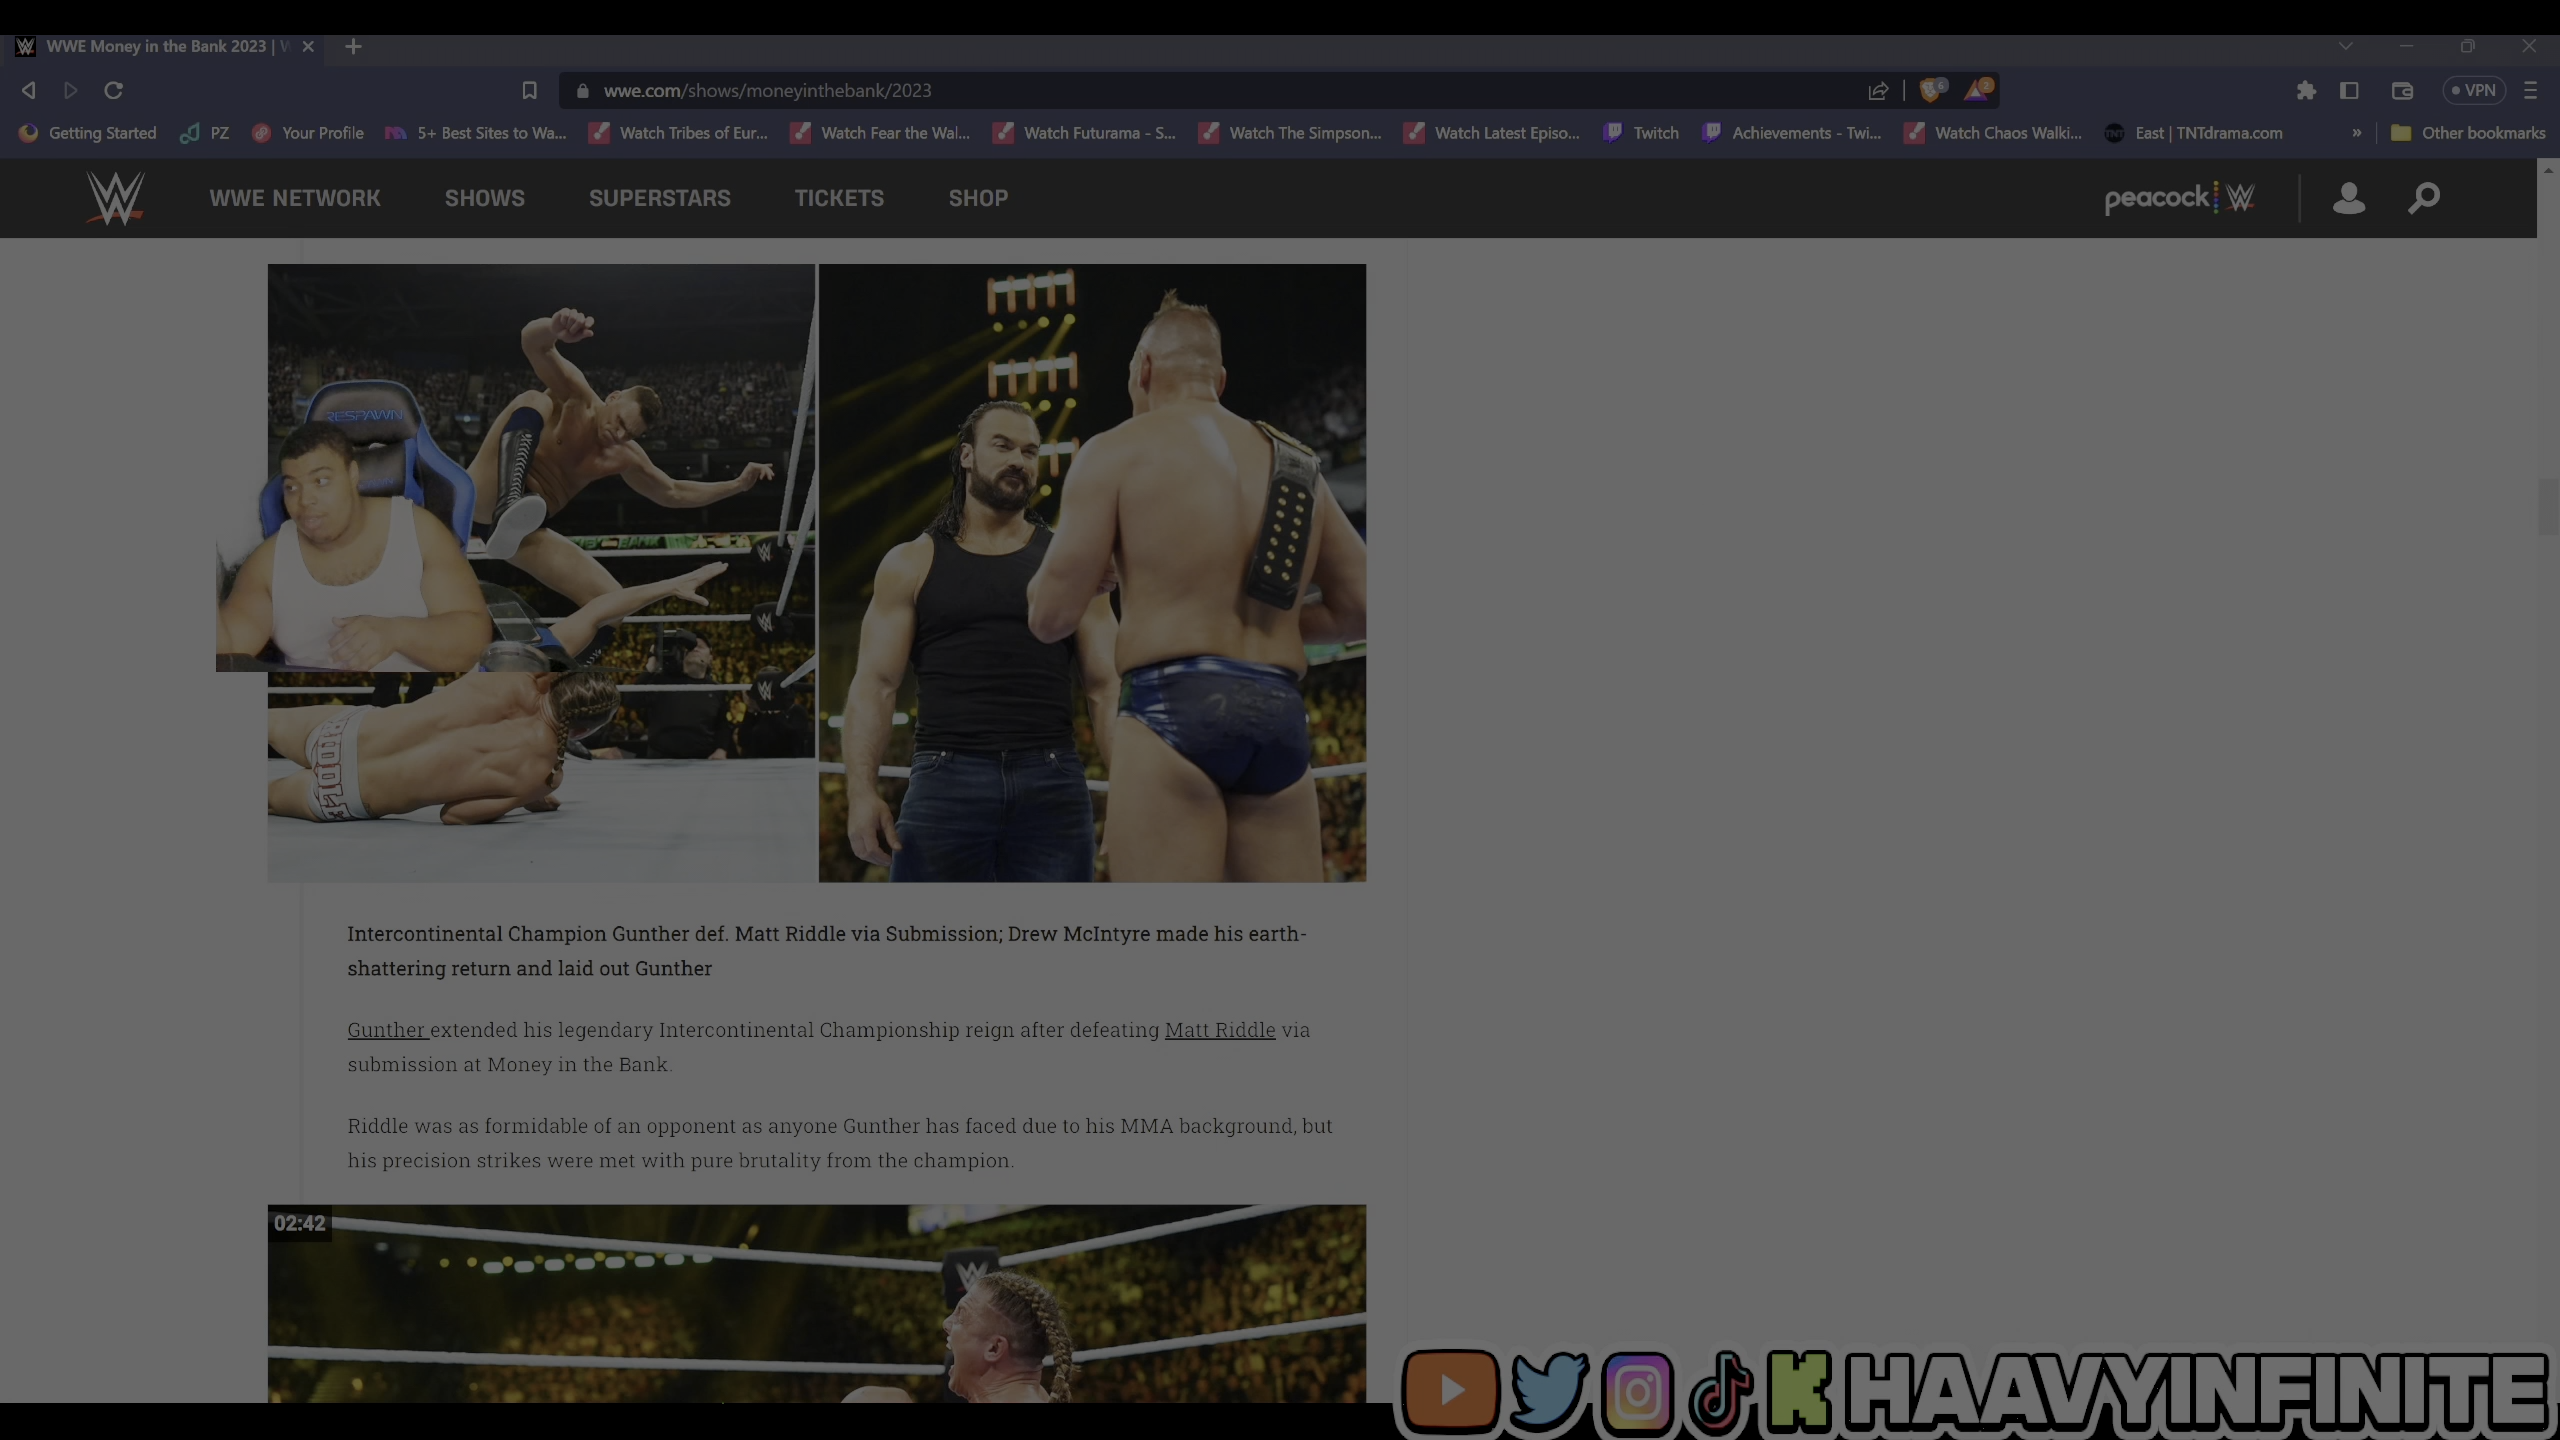 WWE Money in the Bank 2023 | W
wwe.com/shows/moneyinthebank/2023
6
2
VPN
Getting Started
PZ
Your Profile
5+ Best Sites to Wa...
Watch Tribes of Eur...
Watch Fear the Wal...
Watch Futurama - S...
Watch The Simpson...
Watch Latest Episo...
Twitch
Achievements - Twi...
Watch Chaos Walki...
TNT
East | TNTdrama.com
»
Other bookmarks
WWE NETWORK
SHOWS
SUPERSTARS
TICKETS
SHOP
peacock
RESPAWN
Intercontinental Champion Gunther def. Matt Riddle via Submission; Drew McIntyre made his earth-
shattering return and laid out Gunther
Gunther extended his legendary Intercontinental Championship reign after defeating Matt Riddle via
submission at Money in the Bank.
Riddle was as formidable of an opponent as anyone Gunther has faced due to his MMA background, but
his precision strikes were met with pure brutality from the champion.
02:42
HAAVYINFINITE